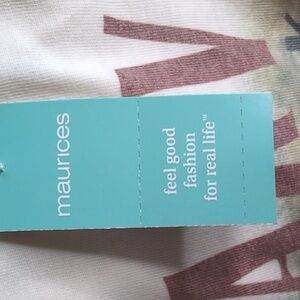 maurices
feel good
fashion
for real life™